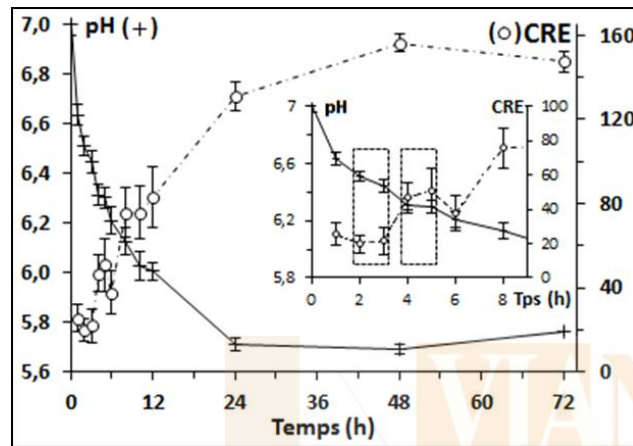 7,0 pH (+) (○) CRE 160
6,8
6,6 120
6,4
6,2 80
6,0
5,8 40
5,6 0
0 12 24 36 48 60 72
Temps (h)
7 pH CRE 100
80
6,6 60
6,2 40
20
5,8 0
0 2 4 6 8 Tps (h)
VIAN